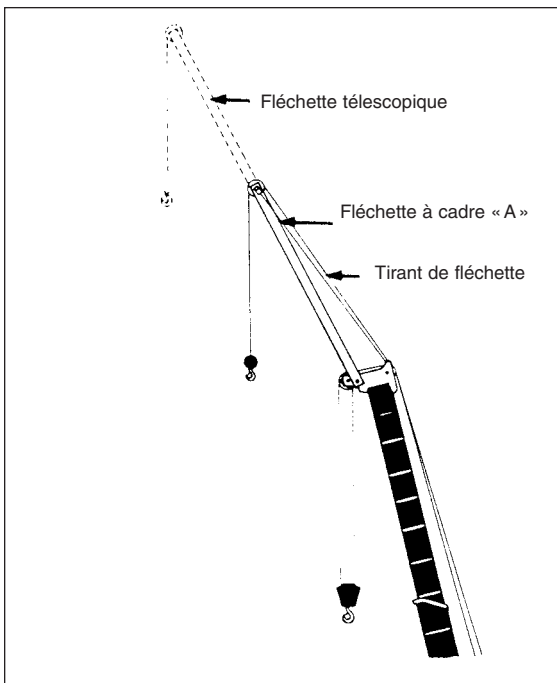 Fléchette télescopique
Fléchette à cadre « A »
Tirant de fléchette